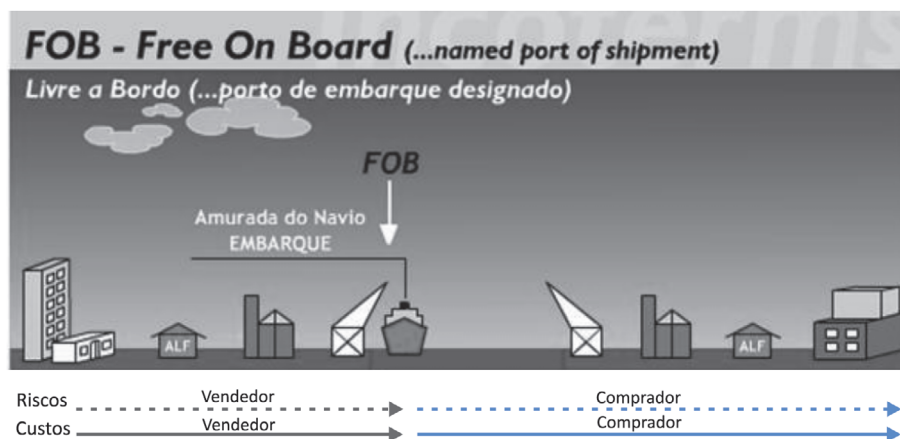 incoterms
FOB - Free On Board (...named port of shipment)
Livre a Bordo (...porto de embarque designado)
FOB
Amurada do Navio
EMBARQUE
ALF
ALF
Riscos Vendedor Comprador
Custos Vendedor Comprador